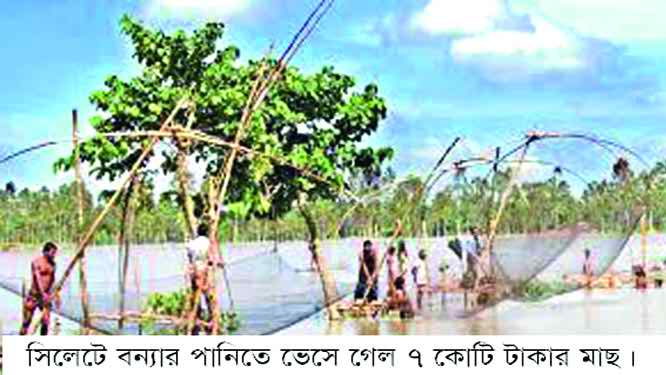 সিলেটে বন্যার পানিতে ভেসে গেল ৭ কোটি টাকার মাছ।